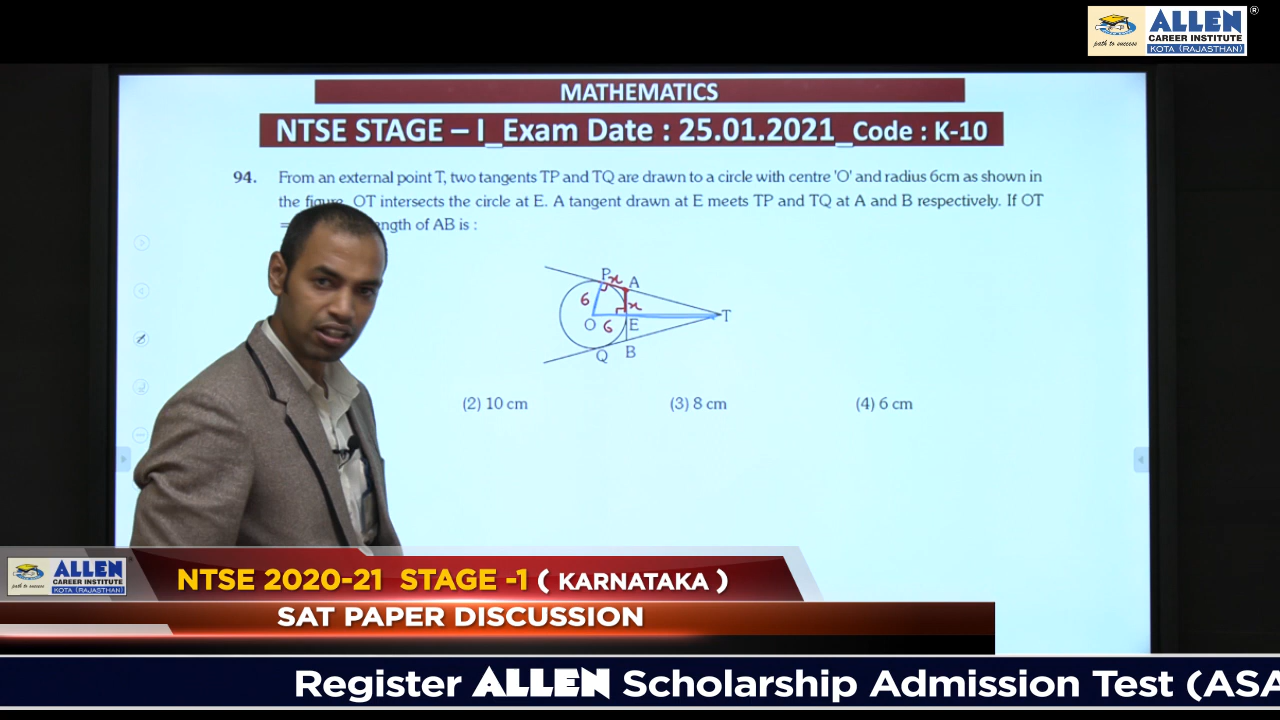 ALLEN
®
CAREER INSTITUTE
path to success
KOTA (RAJASTHAN)
MATHEMATICS
NTSE STAGE – I_Exam Date : 25.01.2021_Code : K-10
94. From an external point T, two tangents TP and TQ are drawn to a circle with centre 'O' and radius 6cm as shown in
the figure. OT intersects the circle at E. A tangent drawn at E meets TP and TQ at A and B respectively. If OT
= of AB is :
P x A
6 x
O 6 E T
Q B
(2) 10 cm (3) 8 cm (4) 6 cm
ALLEN
CAREER INSTITUTE
path to success
KOTA (RAJASTHAN)
NTSE 2020-21 STAGE -1 ( KARNATAKA )
SAT PAPER DISCUSSION
Register ALLEN Scholarship Admission Test (ASA